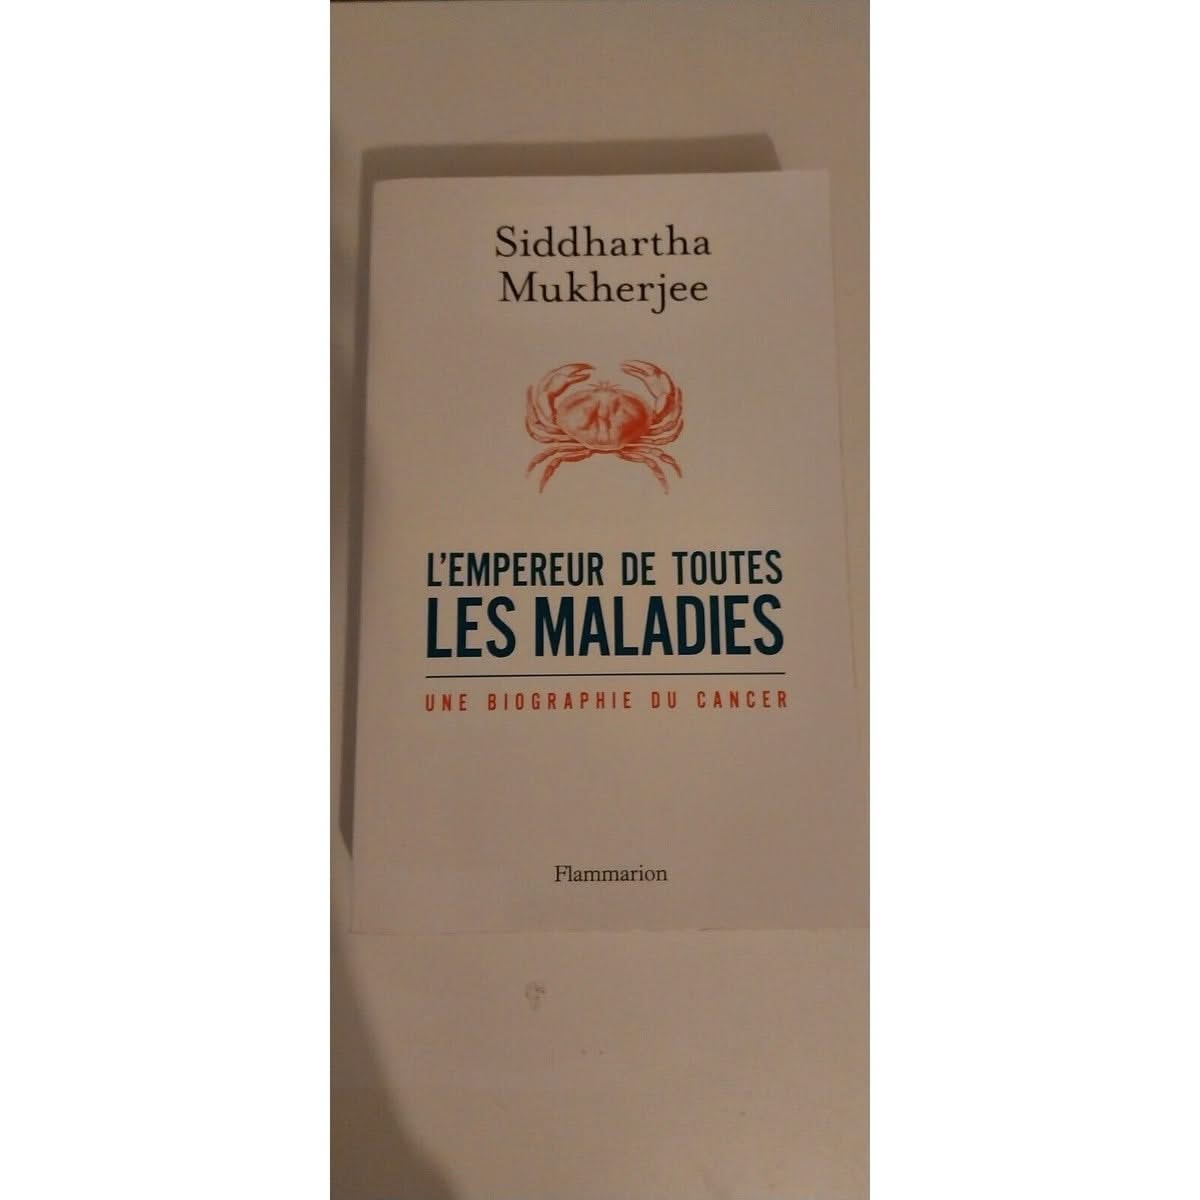 Siddhartha
Mukherjee
L'EMPEREUR DE TOUTES
LES MALADIES
UNE BIOGRAPHIE DU CANCER
Flammarion